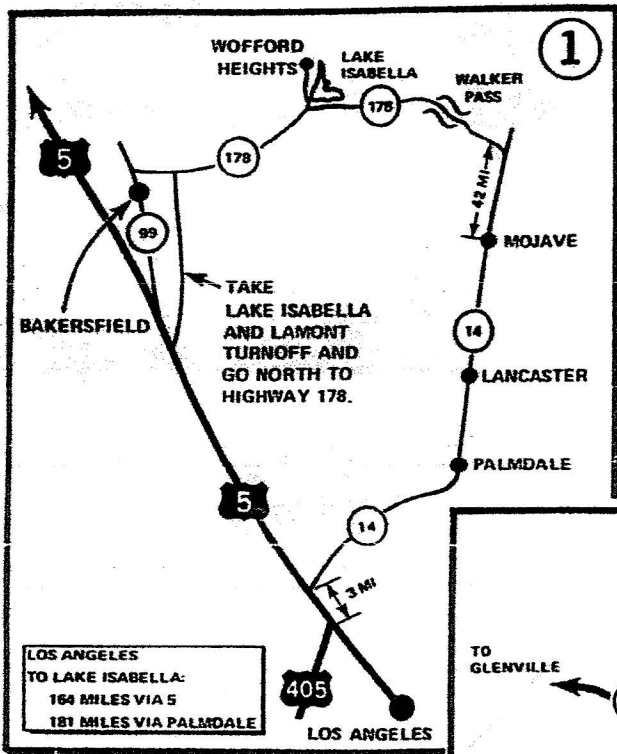 1
WOFFORD
HEIGHTS
LAKE
ISABELLA
WALKER
PASS
178
178
5
99
42 MI
MOJAVE
BAKERSFIELD
TAKE
LAKE ISABELLA
AND LAMONT
TURNOFF AND
GO NORTH TO
HIGHWAY 178.
14
LANCASTER
PALMDALE
5
14
3 MI
LOS ANGELES
TO LAKE ISABELLA:
164 MILES VIA 5
181 MILES VIA PALMDALE
405
LOS ANGELES
TO
GLENVILLE